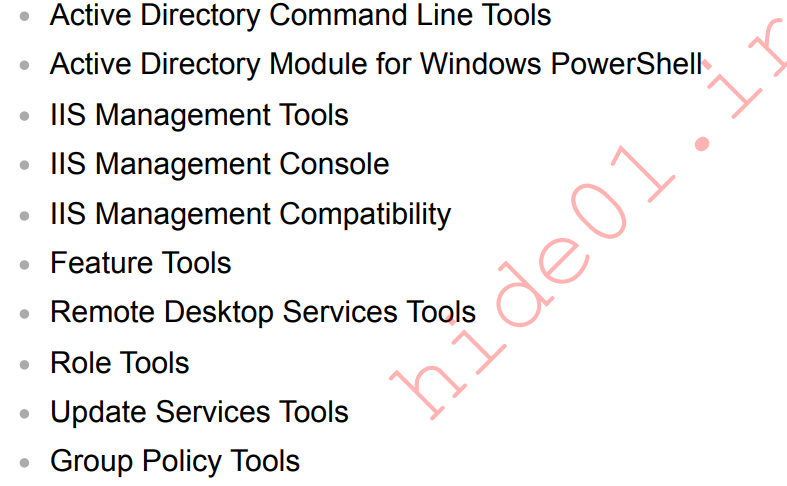 Active Directory Command Line Tools
Active Directory Module for Windows PowerShell
IIS Management Tools
IIS Management Console
IIS Management Compatibility
Feature Tools
Remote Desktop Services Tools
Role Tools
Update Services Tools
Group Policy Tools
hide01.ir